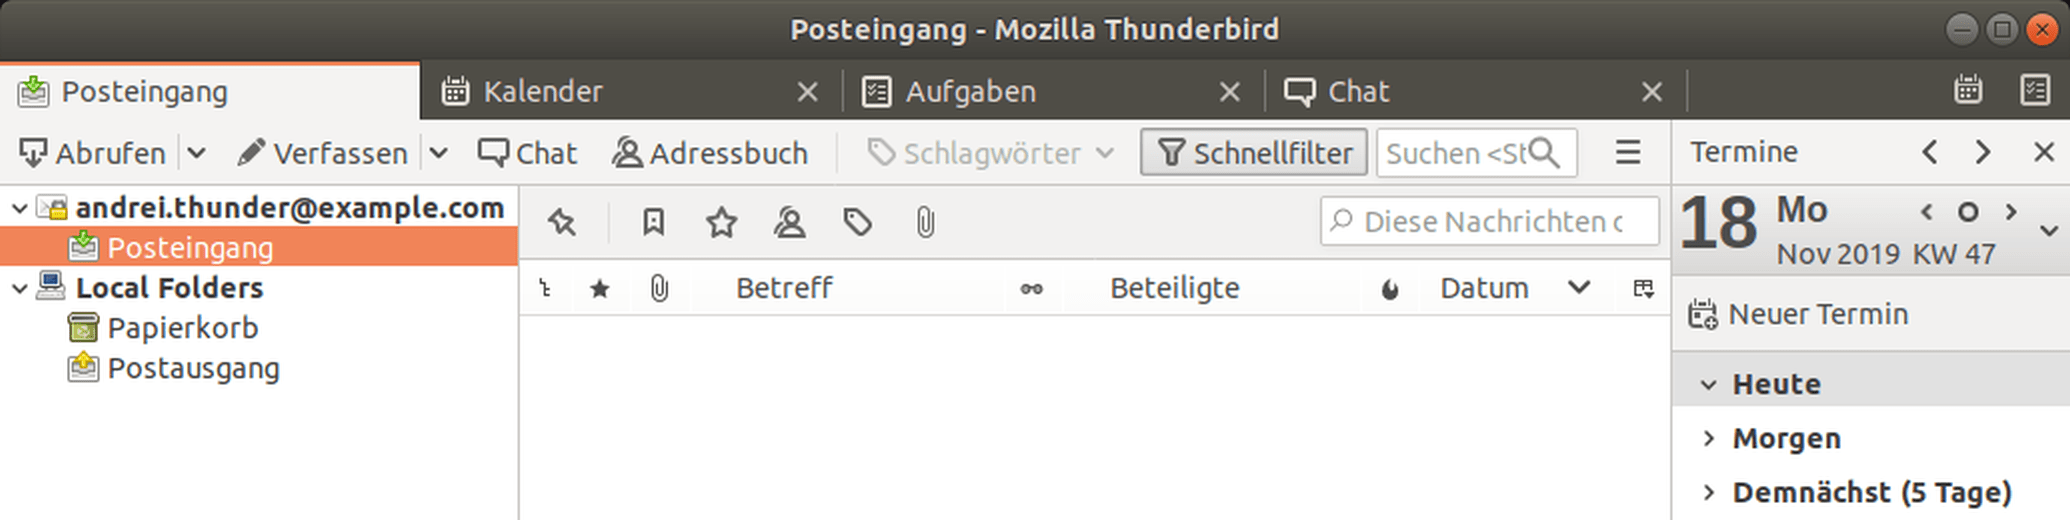 Posteingang - Mozilla Thunderbird
Posteingang Kalender Aufgaben Chat
Abrufen Verfassen Chat Adressbuch Schlagwörter Schnellfilter Suchen <St Termine
andrei.thunder@example.com
Posteingang
Local Folders
Papierkorb
Postausgang
Diese Nachrichten
Betreff Beteiligte Datum
18 Mo
Nov 2019 KW 47
Neuer Termin
Heute
Morgen
Demnächst (5 Tage)